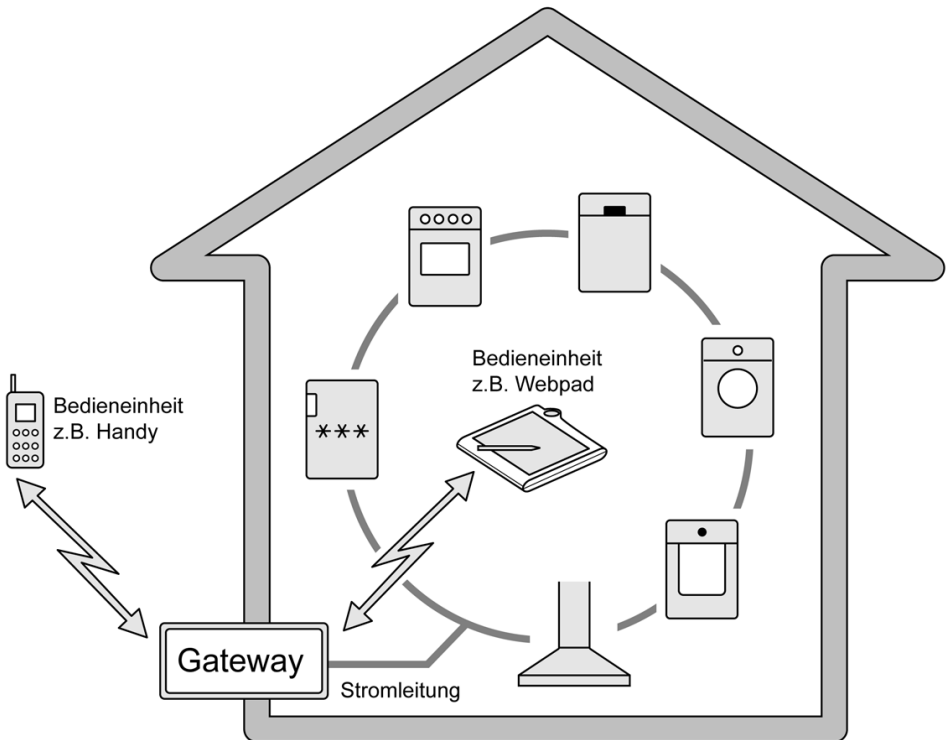 Bedieneinheit
z.B. Webpad
Bedieneinheit
z.B. Handy
Gateway
Stromleitung